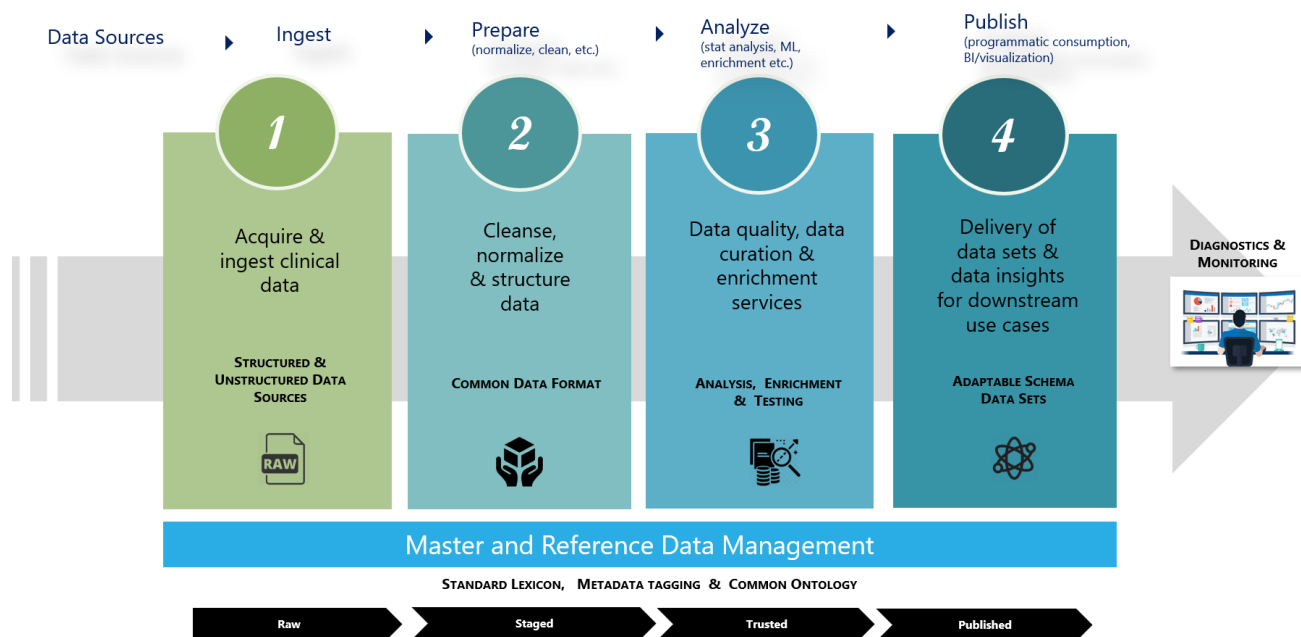 Data Sources
Ingest
Prepare
(normalize, clean, etc.)
Analyze
(stat analysis, ML,
enrichment etc.)
Publish
(programmatic consumption,
BI/visualization)
1
2
3
4
Acquire &
ingest clinical
data
Cleanse,
normalize
& structure
data
Data quality, data
curation &
enrichment
services
Delivery of
data sets &
data insights
for downstream
use cases
DIAGNOSTICS &
MONITORING
STRUCTURED &
UNSTRUCTURED DATA
SOURCES
COMMON DATA FORMAT
ANALYSIS, ENRICHMENT
& TESTING
ADAPTABLE SCHEMA
DATA SETS
RAW
Master and Reference Data Management
STANDARD LEXICON, METADATA TAGGING & COMMON ONTOLOGY
Raw
Staged
Trusted
Published